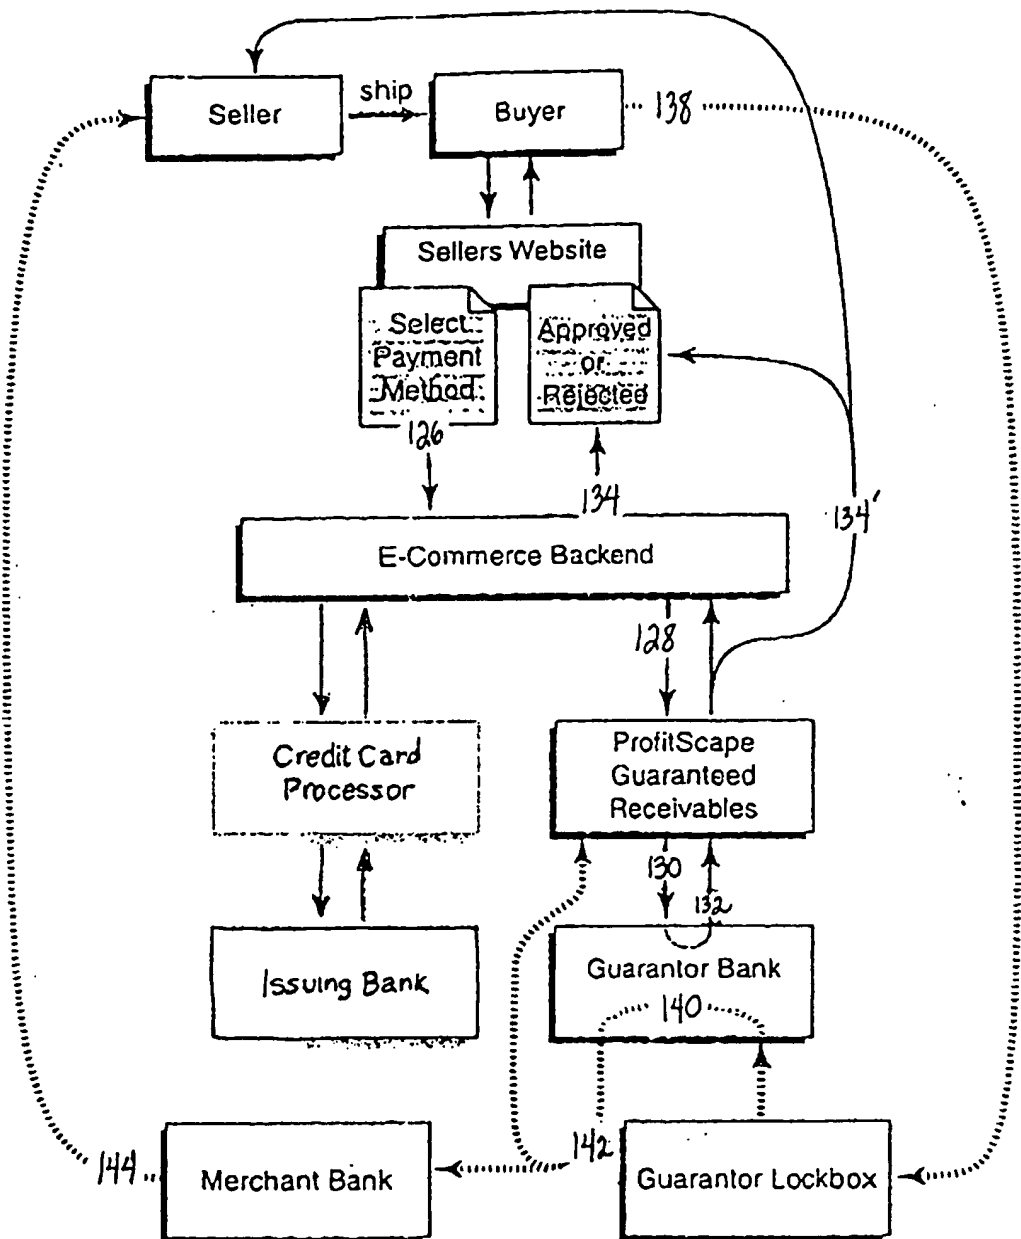 ship
Seller
Buyer
138
Sellers Website
Select
Payment
Method
Approved
or
Rejected
126
134
134'
E-Commerce Backend
128
Credit Card
Processor
ProfitScape
Guaranteed
Receivables
130
132
Issuing Bank
Guarantor Bank
140
142
144
Merchant Bank
Guarantor Lockbox